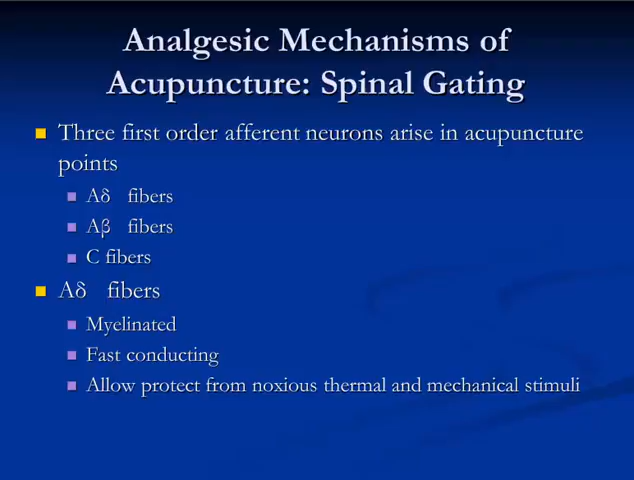 Analgesic Mechanisms of
Acupuncture: Spinal Gating
Three first order afferent neurons arise in acupuncture
points
Aδ fibers
Aβ fibers
C fibers
Aδ fibers
Myelinated
Fast conducting
Allow protect from noxious thermal and mechanical stimuli